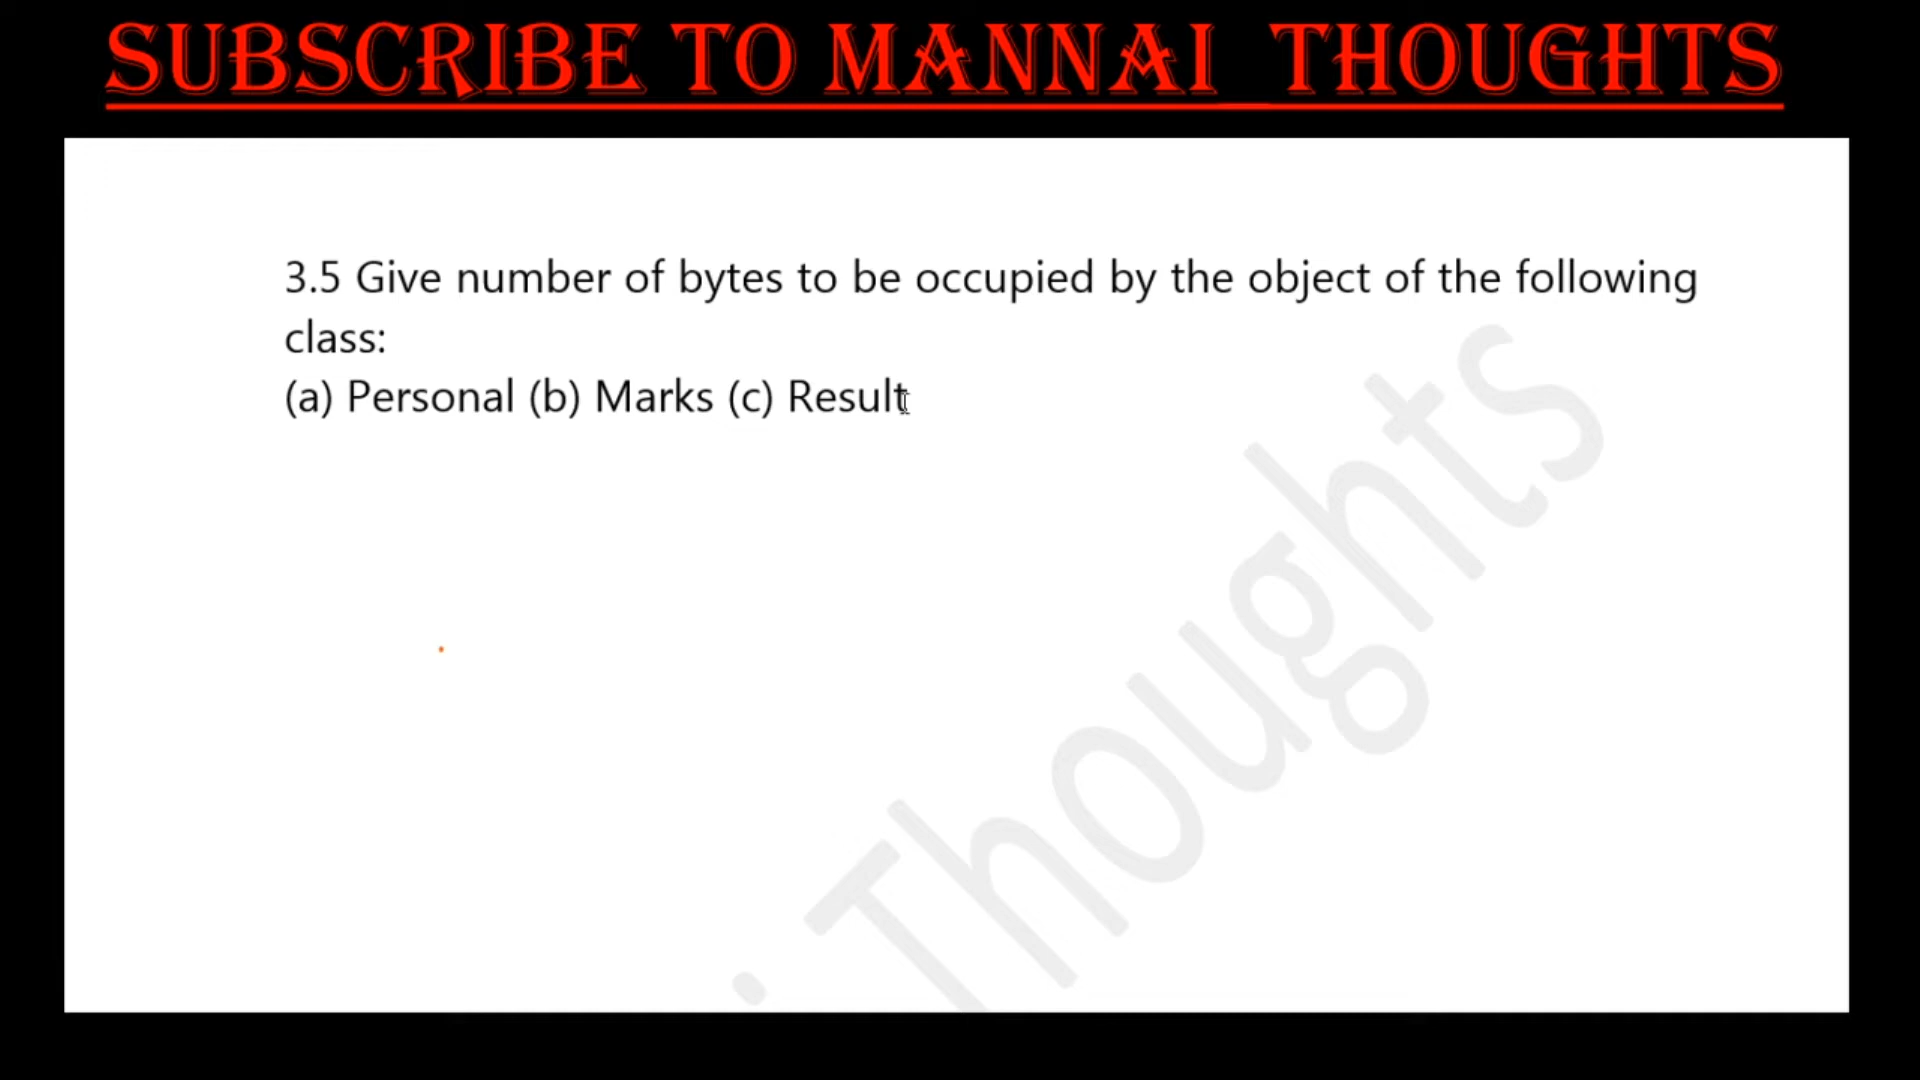 SUBSCRIBE TO MANNAI THOUGHTS
3.5 Give number of bytes to be occupied by the object of the following
class:
(a) Personal (b) Marks (c) Result
i Thoughts